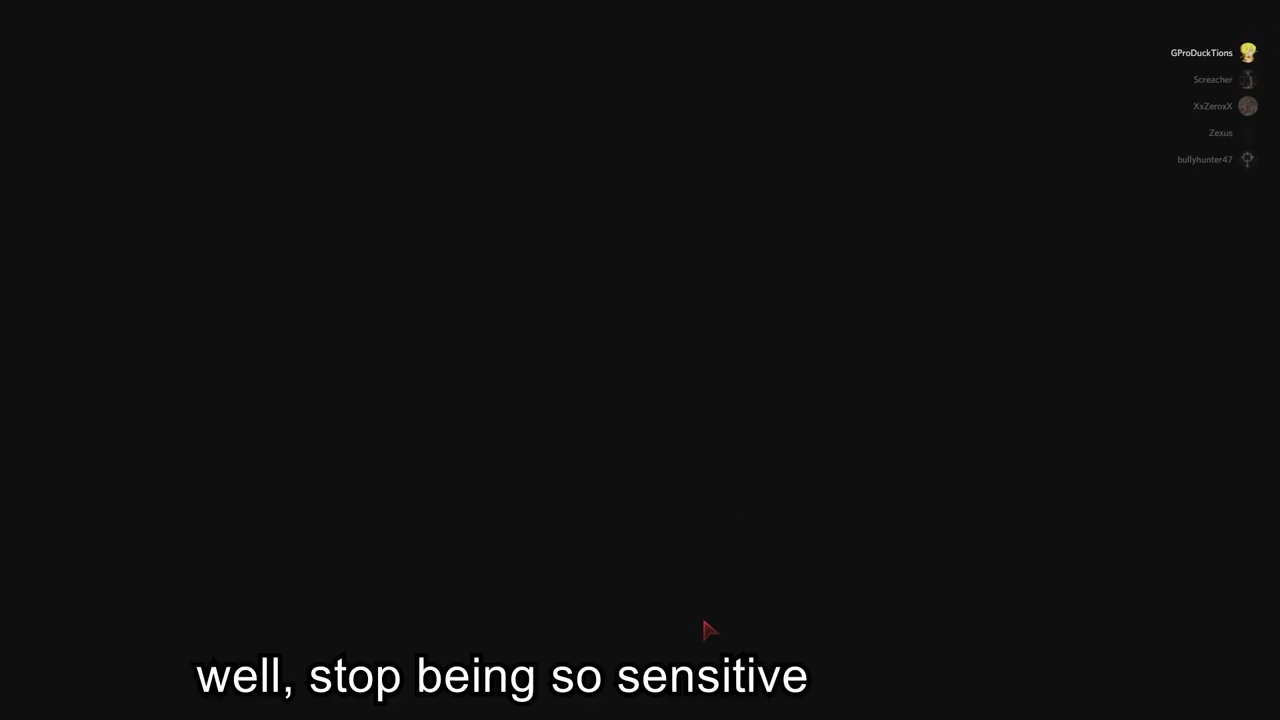 GProDuckTions
Screacher
XxZeroxX
Zexus
bullyhunter47
well, stop being so sensitive